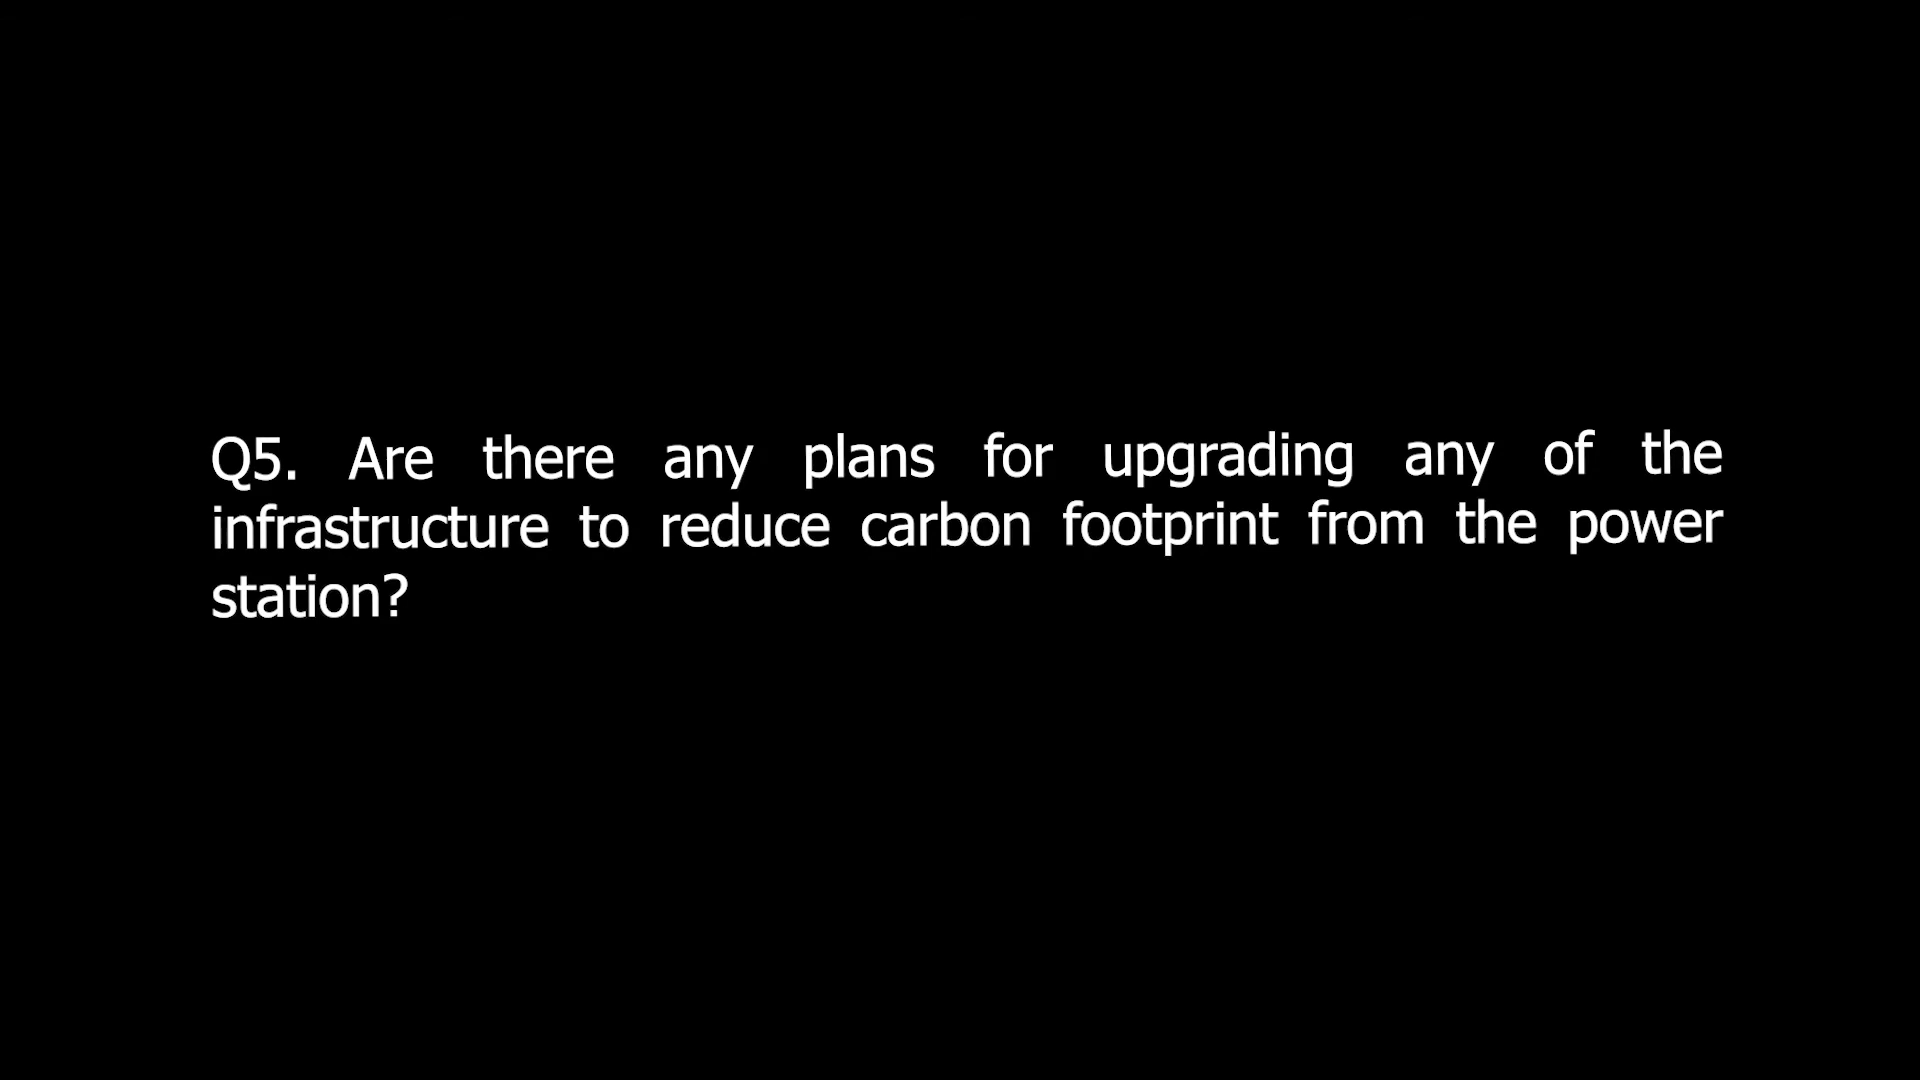 Q5. Are there any plans for upgrading any of the
infrastructure to reduce carbon footprint from the power
station?